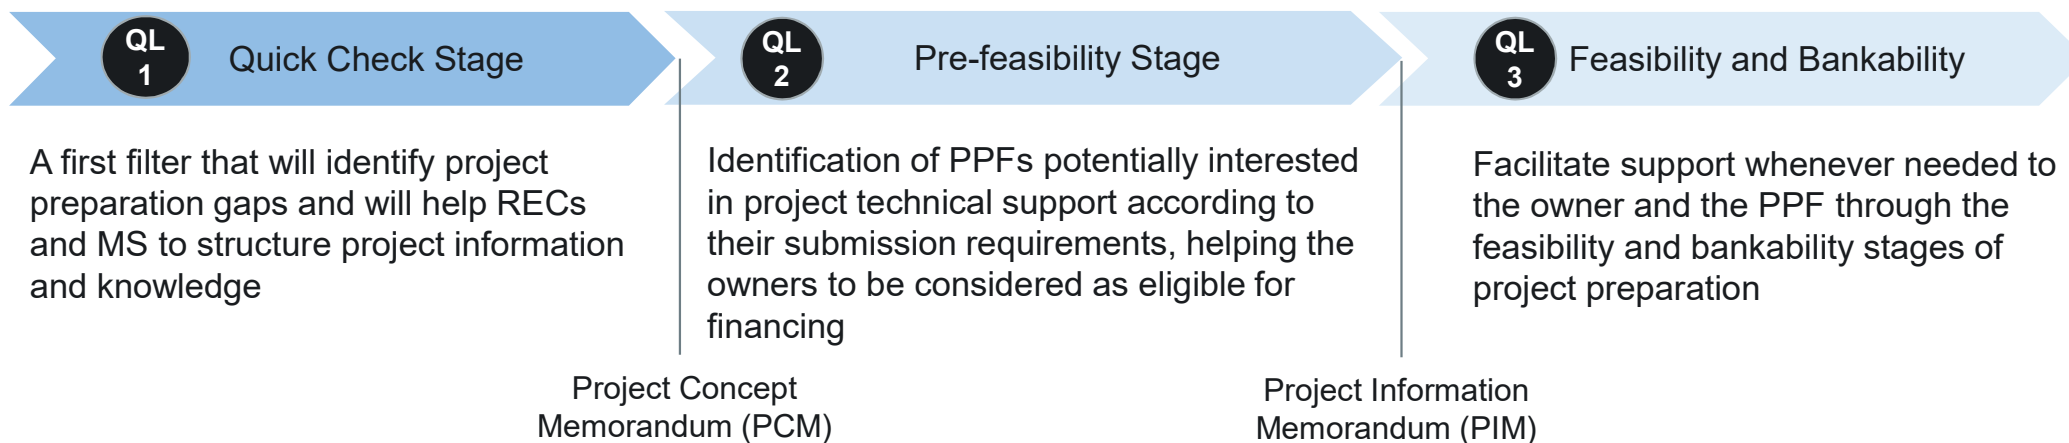 QL
1
Quick Check Stage
QL
2
Pre-feasibility Stage
QL
3
Feasibility and Bankability
A first filter that will identify project
preparation gaps and will help RECs
and MS to structure project information
and knowledge
Identification of PPFs potentially interested
in project technical support according to
their submission requirements, helping the
owners to be considered as eligible for
financing
Facilitate support whenever needed to
the owner and the PPF through the
feasibility and bankability stages of
project preparation
Project Concept
Memorandum (PCM)
Project Information
Memorandum (PIM)